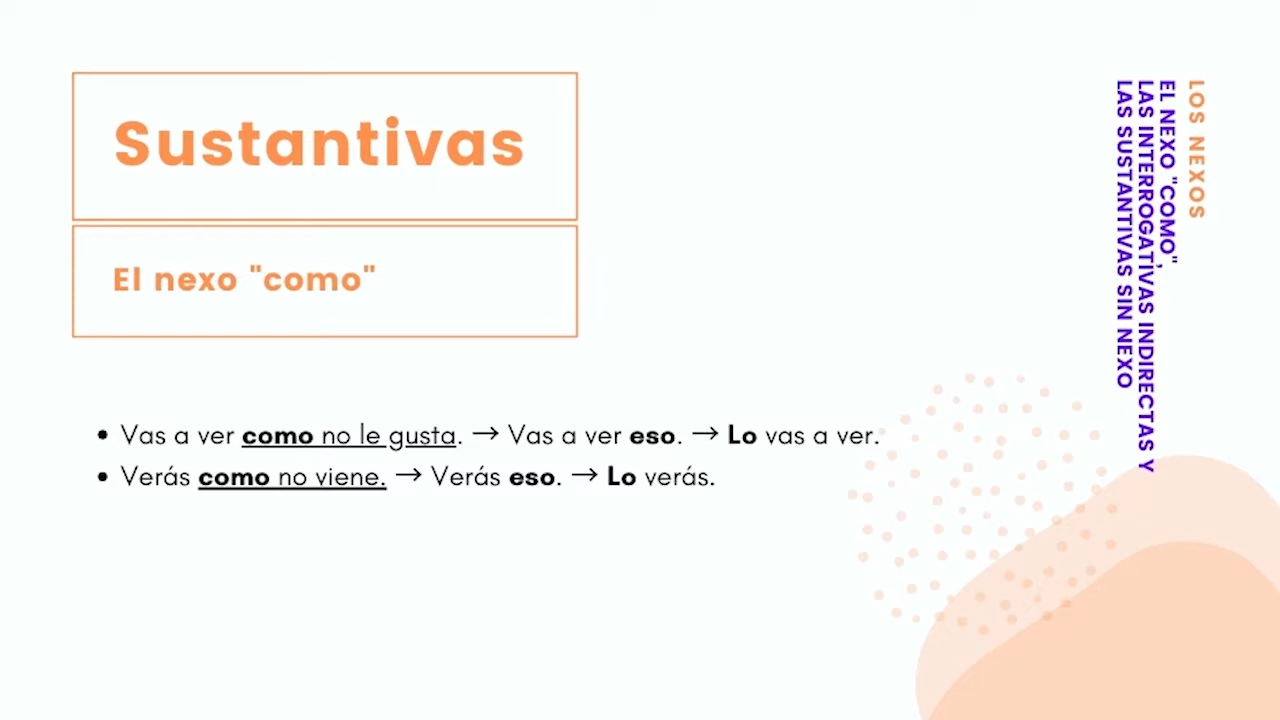 Sustantivas
El nexo "como"
• Vas a ver como no le gusta. → Vas a ver eso. → Lo vas a ver.
• Verás como no viene. → Verás eso. → Lo verás.
LOS NEXOS
EL NEXO "COMO",
LAS INTERROGATIVAS INDIRECTAS Y
LAS SUSTANTIVAS SIN NEXO